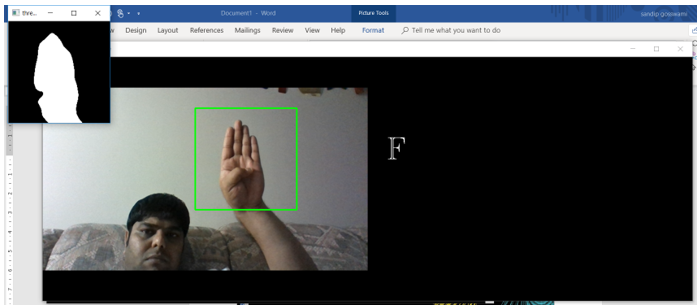 thre...
Document7 - Word
Picture Tools
sandip goswami
w
Design
Layout
References
Mailings
Review
View
Help
Format
Tell me what you want to do
F